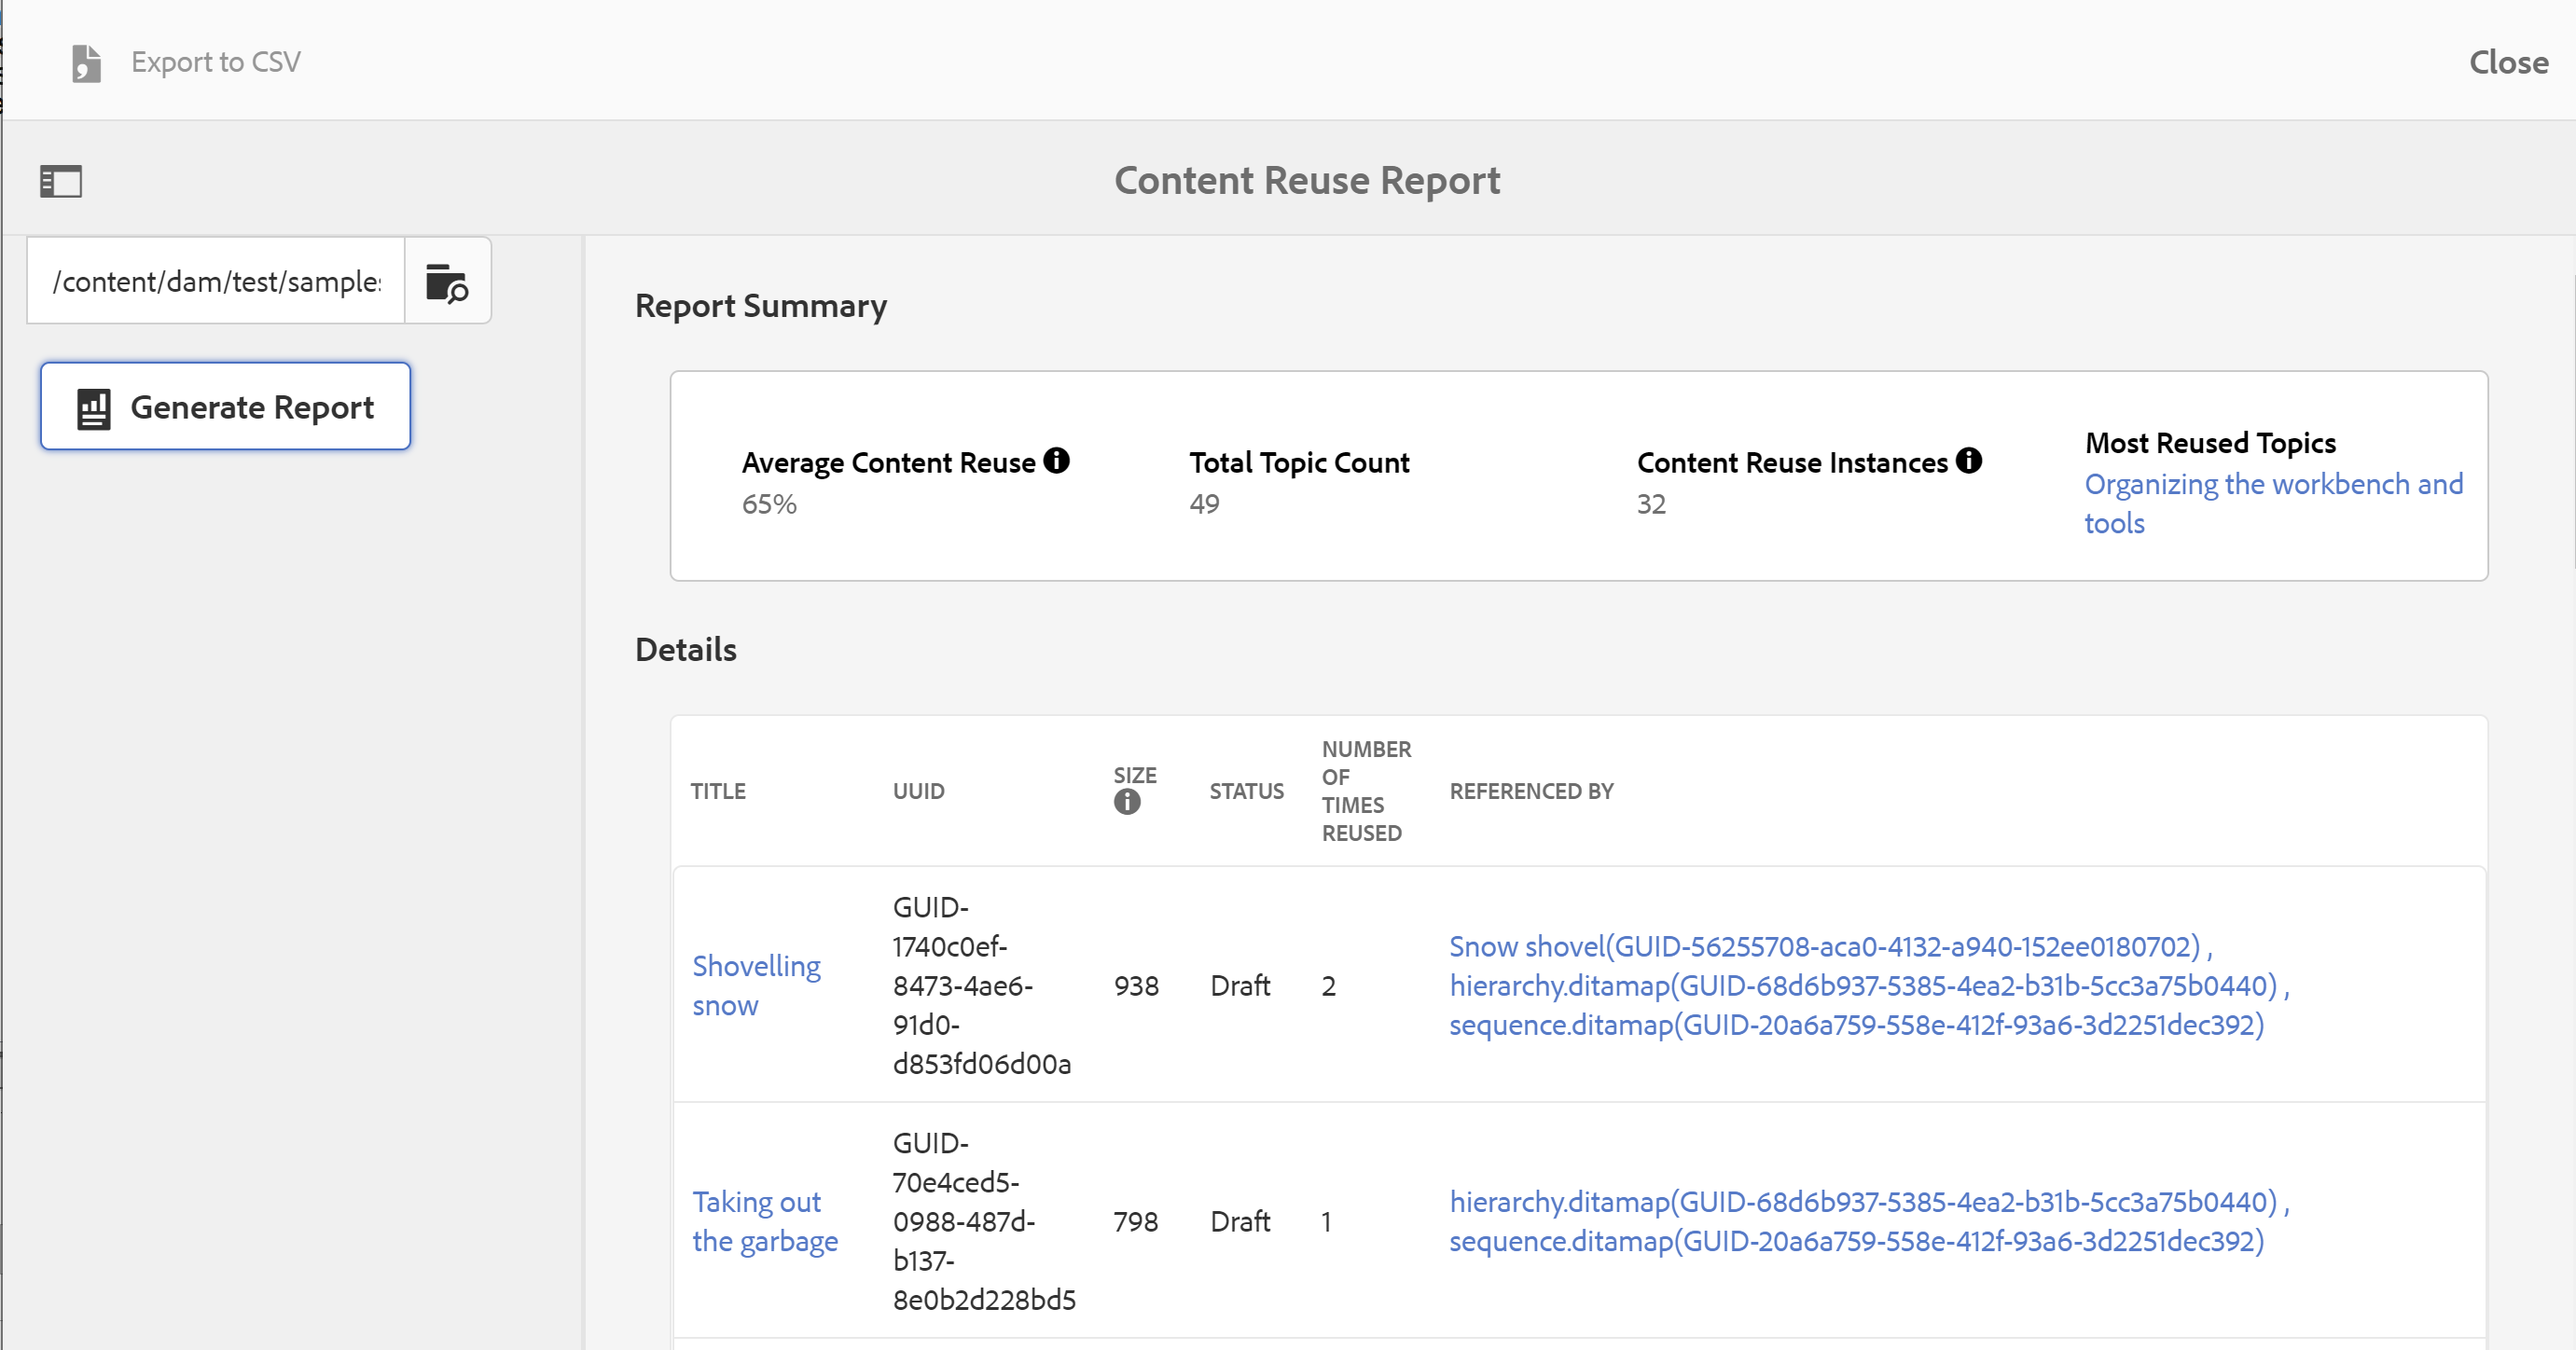 Export to CSV
Close
Content Reuse Report
/content/dam/test/samples
Generate Report
Report Summary
Average Content Reuse
65%
Total Topic Count
49
Content Reuse Instances
32
Most Reused Topics
Organizing the workbench and
tools
Details
TITLE
UUID
SIZE
STATUS
NUMBER
OF
TIMES
REUSED
REFERENCED BY
Shovelling
snow
GUID-
1740c0ef-
8473-4ae6-
91d0-
d853fd06d00a
938
Draft
2
Snow shovel(GUID-56255708-aca0-4132-a940-152ee0180702) ,
hierarchy.ditamap(GUID-68d6b937-5385-4ea2-b31b-5cc3a75b0440) ,
sequence.ditamap(GUID-20a6a759-558e-412f-93a6-3d2251dec392)
Taking out
the garbage
GUID-
70e4ced5-
0988-487d-
b137-
8e0b2d228bd5
798
Draft
1
hierarchy.ditamap(GUID-68d6b937-5385-4ea2-b31b-5cc3a75b0440) ,
sequence.ditamap(GUID-20a6a759-558e-412f-93a6-3d2251dec392)